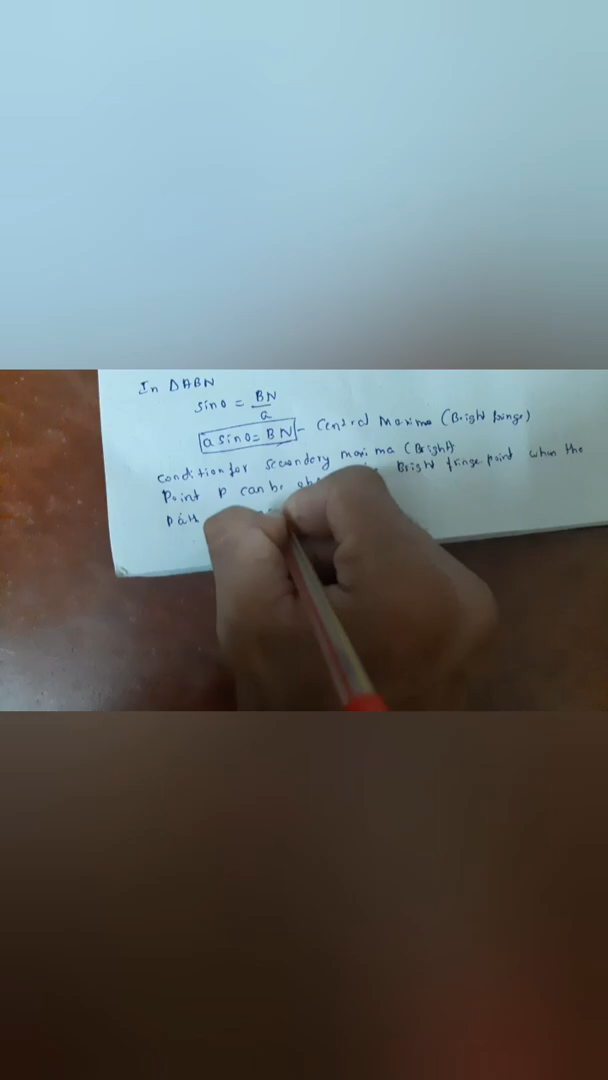 In ΔABN
sinθ = BN/a
a sinθ = BN - Central Maxima (Bright fringe)
condition for secondary maxima (Bright)
Point P can be Bright fringe point when the
path